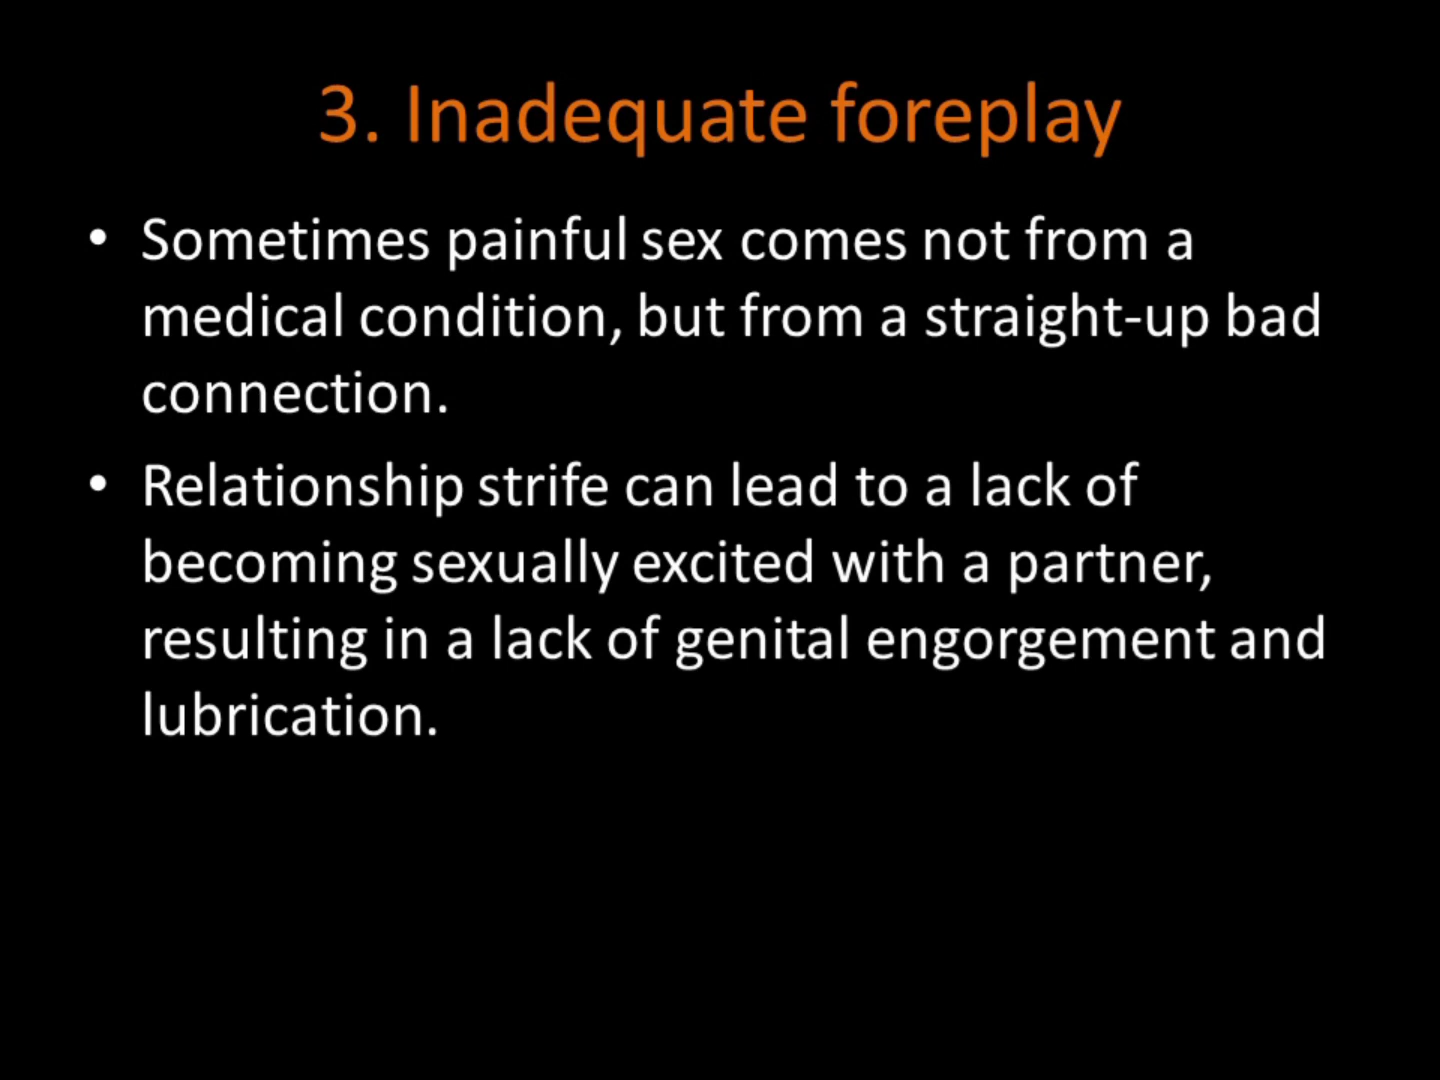 3. Inadequate foreplay
• Sometimes painful sex comes not from a
medical condition, but from a straight-up bad
connection.
• Relationship strife can lead to a lack of
becoming sexually excited with a partner,
resulting in a lack of genital engorgement and
lubrication.